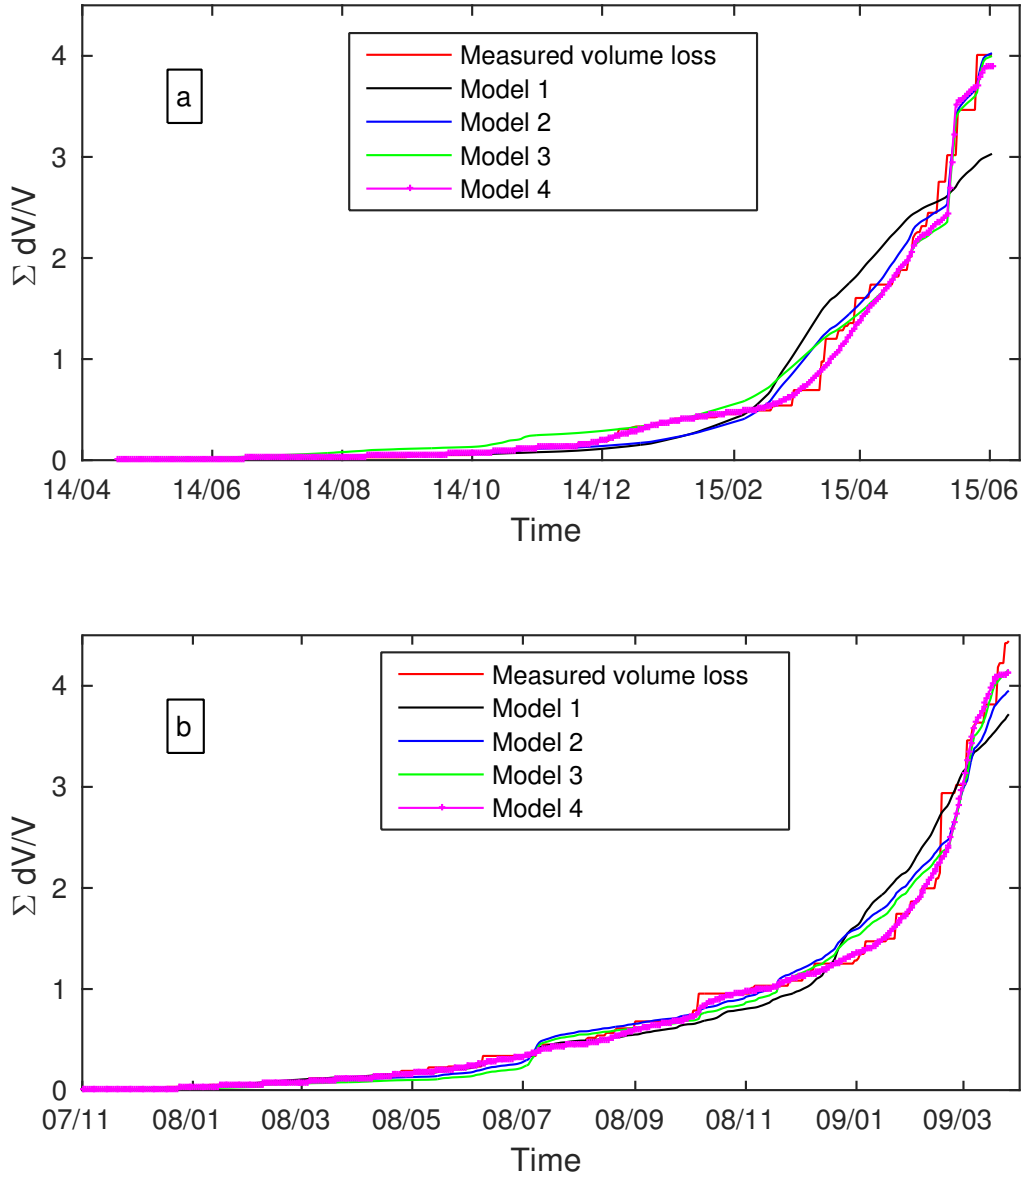 4
3
2
1
0
Σ dV/V
a
Measured volume loss
Model 1
Model 2
Model 3
Model 4
14/04 14/06 14/08 14/10 14/12 15/02 15/04 15/06
Time
4
3
2
1
0
Σ dV/V
b
Measured volume loss
Model 1
Model 2
Model 3
Model 4
07/11 08/01 08/03 08/05 08/07 08/09 08/11 09/01 09/03
Time